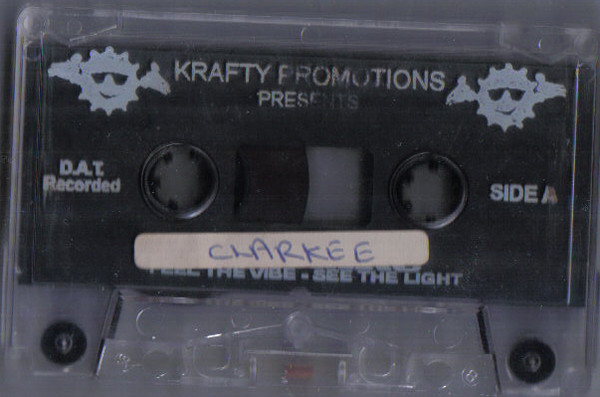 KRAFTY PROMOTIONS
PRESENTS
D.A.T.
Recorded
SIDE A
CLARKEE
FEEL THE VIBE - SEE THE LIGHT